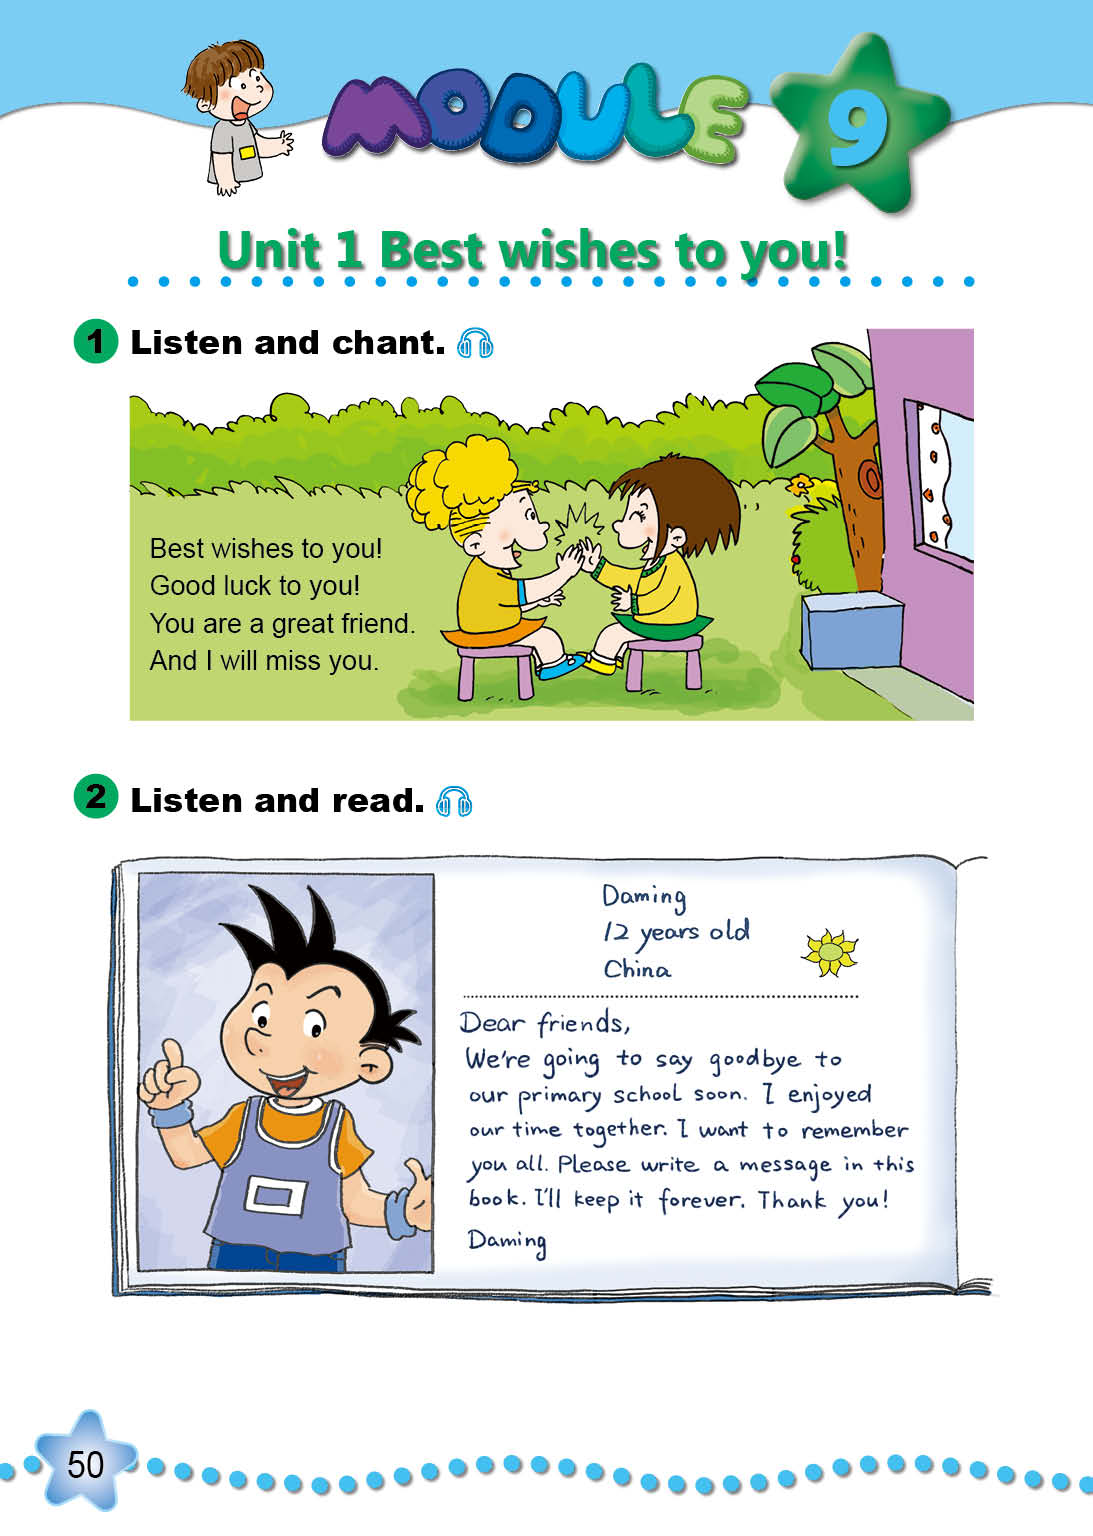 MODULE 9
Unit 1 Best wishes to you!
1 Listen and chant.
Best wishes to you!
Good luck to you!
You are a great friend.
And I will miss you.
2 Listen and read.
Daming
12 years old
China
Dear friends,
We're going to say goodbye to
our primary school soon. I enjoyed
our time together. I want to remember
you all. Please write a message in this
book. I'll keep it forever. Thank you!
Daming
50